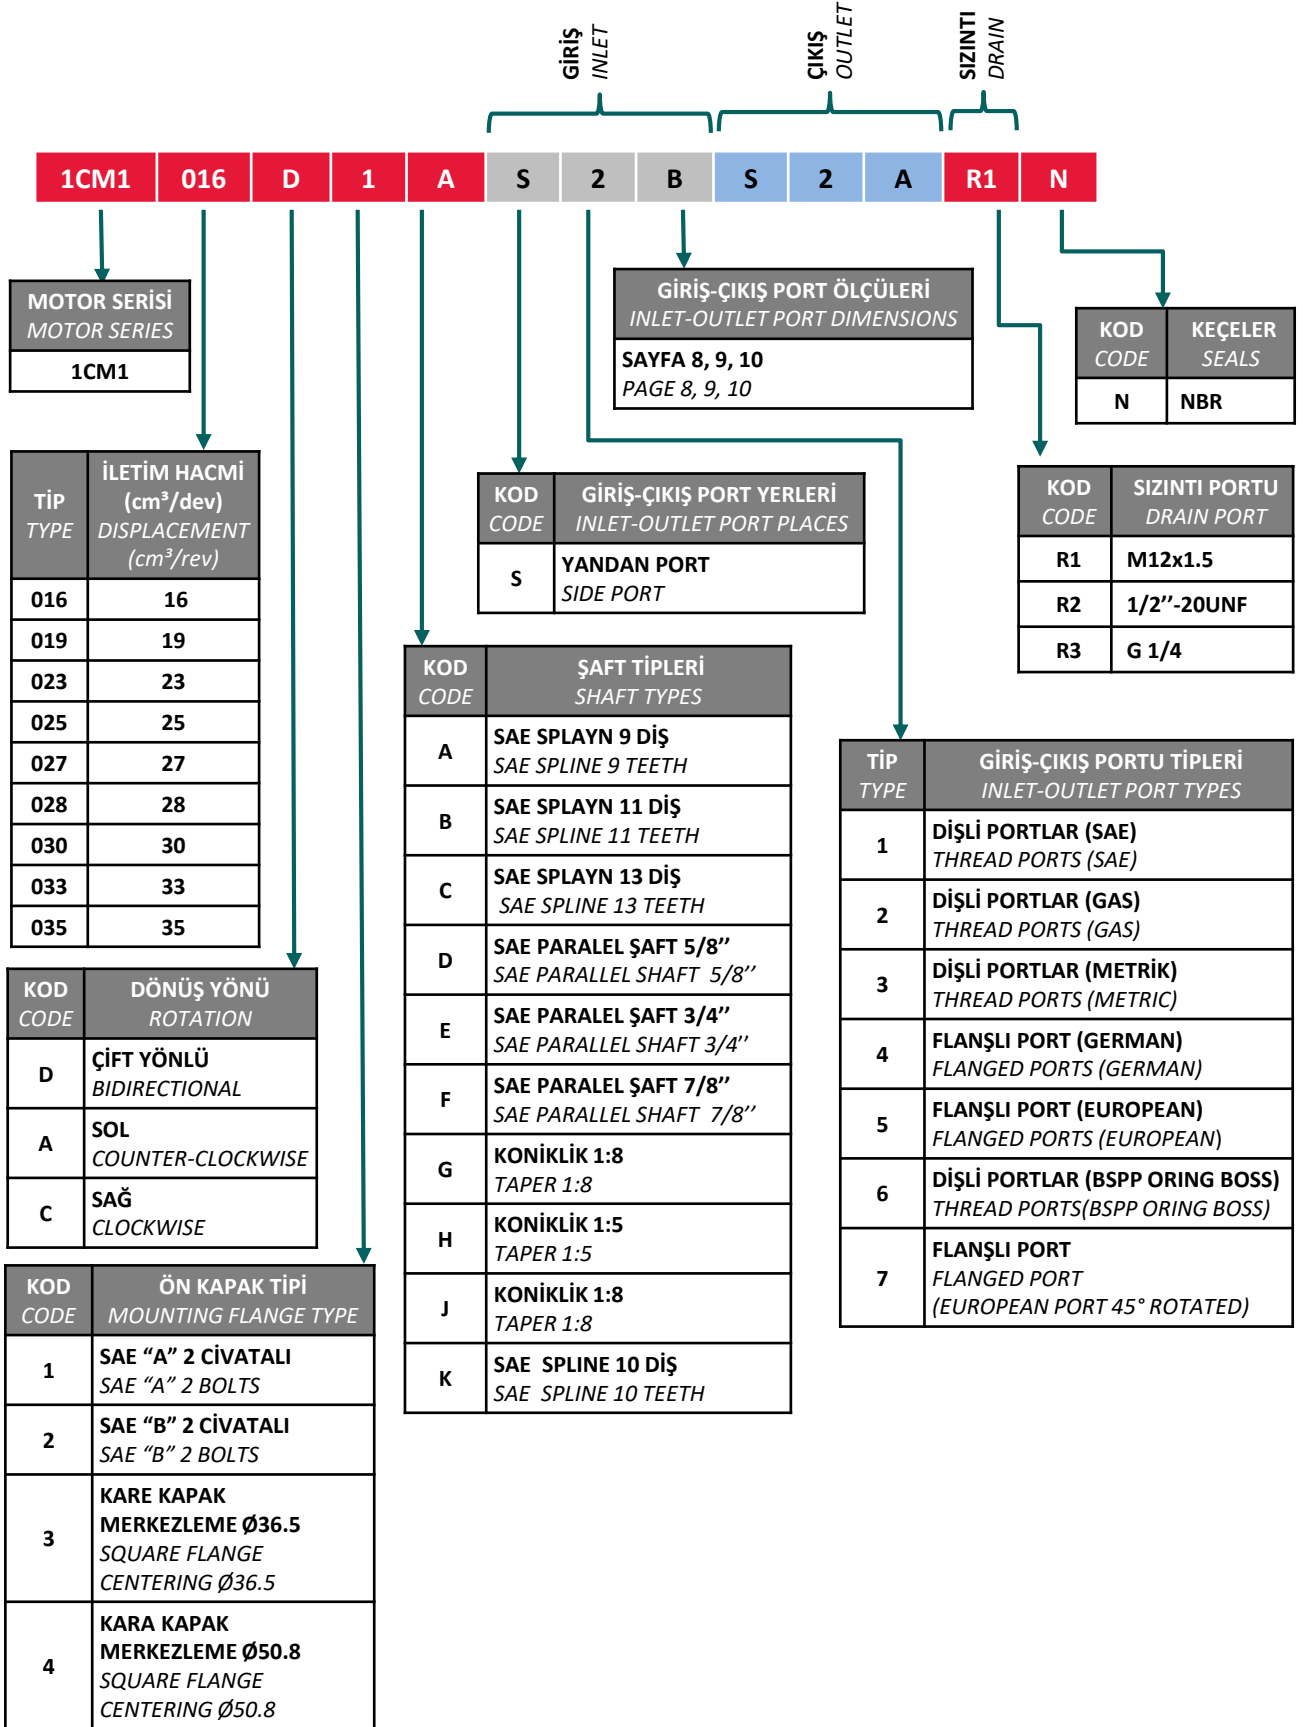 GİRİŞ
INLET
ÇIKIŞ
OUTLET
SIZINTI
DRAIN
1CM1 016 D 1 A S 2 B S 2 A R1 N
MOTOR SERİSİ
MOTOR SERIES
1CM1
GİRİŞ-ÇIKIŞ PORT ÖLÇÜLERİ
INLET-OUTLET PORT DIMENSIONS
SAYFA 8, 9, 10
PAGE 8, 9, 10
KOD KEÇELER
CODE SEALS
N NBR
TİP İLETİM HACMİ
(cm³/dev)
TYPE DISPLACEMENT
(cm³/rev)
016 16
019 19
023 23
025 25
027 27
028 28
030 30
033 33
035 35
KOD GİRİŞ-ÇIKIŞ PORT YERLERİ
CODE INLET-OUTLET PORT PLACES
S YANDAN PORT
SIDE PORT
KOD SIZINTI PORTU
CODE DRAIN PORT
R1 M12x1.5
R2 1/2’’-20UNF
R3 G 1/4
KOD ŞAFT TİPLERİ
CODE SHAFT TYPES
A SAE SPLAYN 9 DİŞ
SAE SPLINE 9 TEETH
B SAE SPLAYN 11 DİŞ
SAE SPLINE 11 TEETH
C SAE SPLAYN 13 DİŞ
SAE SPLINE 13 TEETH
D SAE PARALEL ŞAFT 5/8’’
SAE PARALLEL SHAFT 5/8’’
E SAE PARALEL ŞAFT 3/4’’
SAE PARALLEL SHAFT 3/4’’
F SAE PARALEL ŞAFT 7/8’’
SAE PARALLEL SHAFT 7/8’’
G KONİKLİK 1:8
TAPER 1:8
H KONİKLİK 1:5
TAPER 1:5
J KONİKLİK 1:8
TAPER 1:8
K SAE SPLINE 10 DİŞ
SAE SPLINE 10 TEETH
TİP GİRİŞ-ÇIKIŞ PORTU TİPLERİ
TYPE INLET-OUTLET PORT TYPES
1 DİŞLİ PORTLAR (SAE)
THREAD PORTS (SAE)
2 DİŞLİ PORTLAR (GAS)
THREAD PORTS (GAS)
3 DİŞLİ PORTLAR (METRİK)
THREAD PORTS (METRIC)
4 FLANŞLI PORT (GERMAN)
FLANGED PORTS (GERMAN)
5 FLANŞLI PORT (EUROPEAN)
FLANGED PORTS (EUROPEAN)
6 DİŞLİ PORTLAR (BSPP ORING BOSS)
THREAD PORTS(BSPP ORING BOSS)
7 FLANŞLI PORT
FLANGED PORT
(EUROPEAN PORT 45° ROTATED)
KOD DÖNÜŞ YÖNÜ
CODE ROTATION
D ÇİFT YÖNLÜ
BIDIRECTIONAL
A SOL
COUNTER-CLOCKWISE
C SAĞ
CLOCKWISE
KOD ÖN KAPAK TİPİ
CODE MOUNTING FLANGE TYPE
1 SAE “A” 2 CİVATALI
SAE “A” 2 BOLTS
2 SAE “B” 2 CİVATALI
SAE “B” 2 BOLTS
3 KARE KAPAK
MERKEZLEME Ø36.5
SQUARE FLANGE
CENTERING Ø36.5
4 KARA KAPAK
MERKEZLEME Ø50.8
SQUARE FLANGE
CENTERING Ø50.8